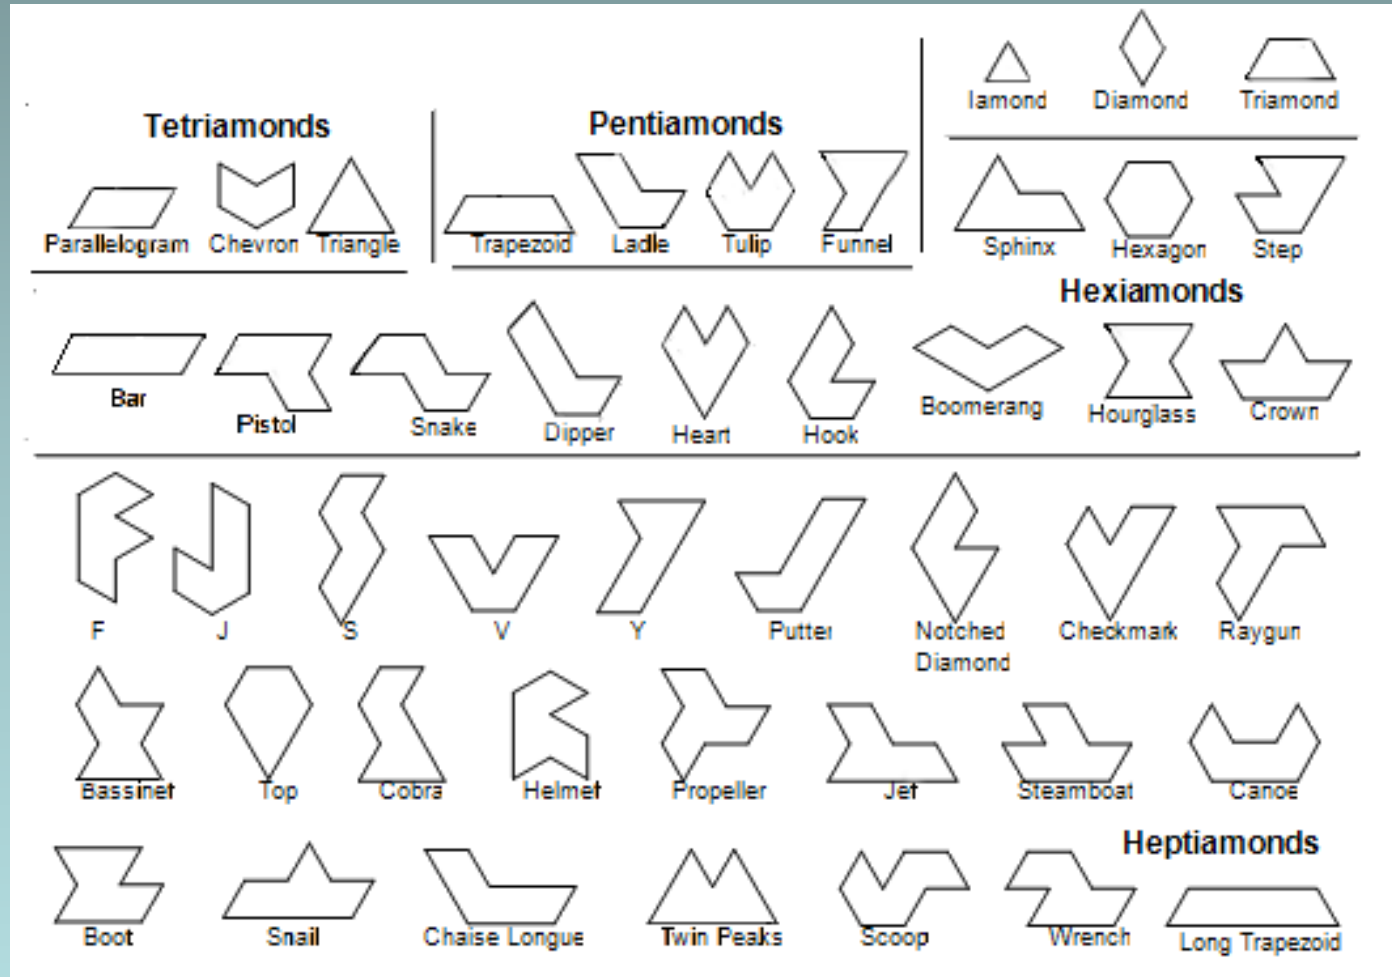 Iamond Diamond Triamond
Tetriamonds
Parallelogram Chevron Triangle
Pentiamonds
Trapezoid Ladle Tulip Funnel
Sphinx Hexagon Step
Hexiamonds
Bar Pistol Snake Dipper Heart Hook Boomerang Hourglass Crown
F J S V Y Putter Notched Diamond Checkmark Raygun
Bassinet Top Cobra Helmet Propeller Jet Steamboat Canoe
Heptiamonds
Boot Snail Chaise Longue Twin Peaks Scoop Wrench Long Trapezoid